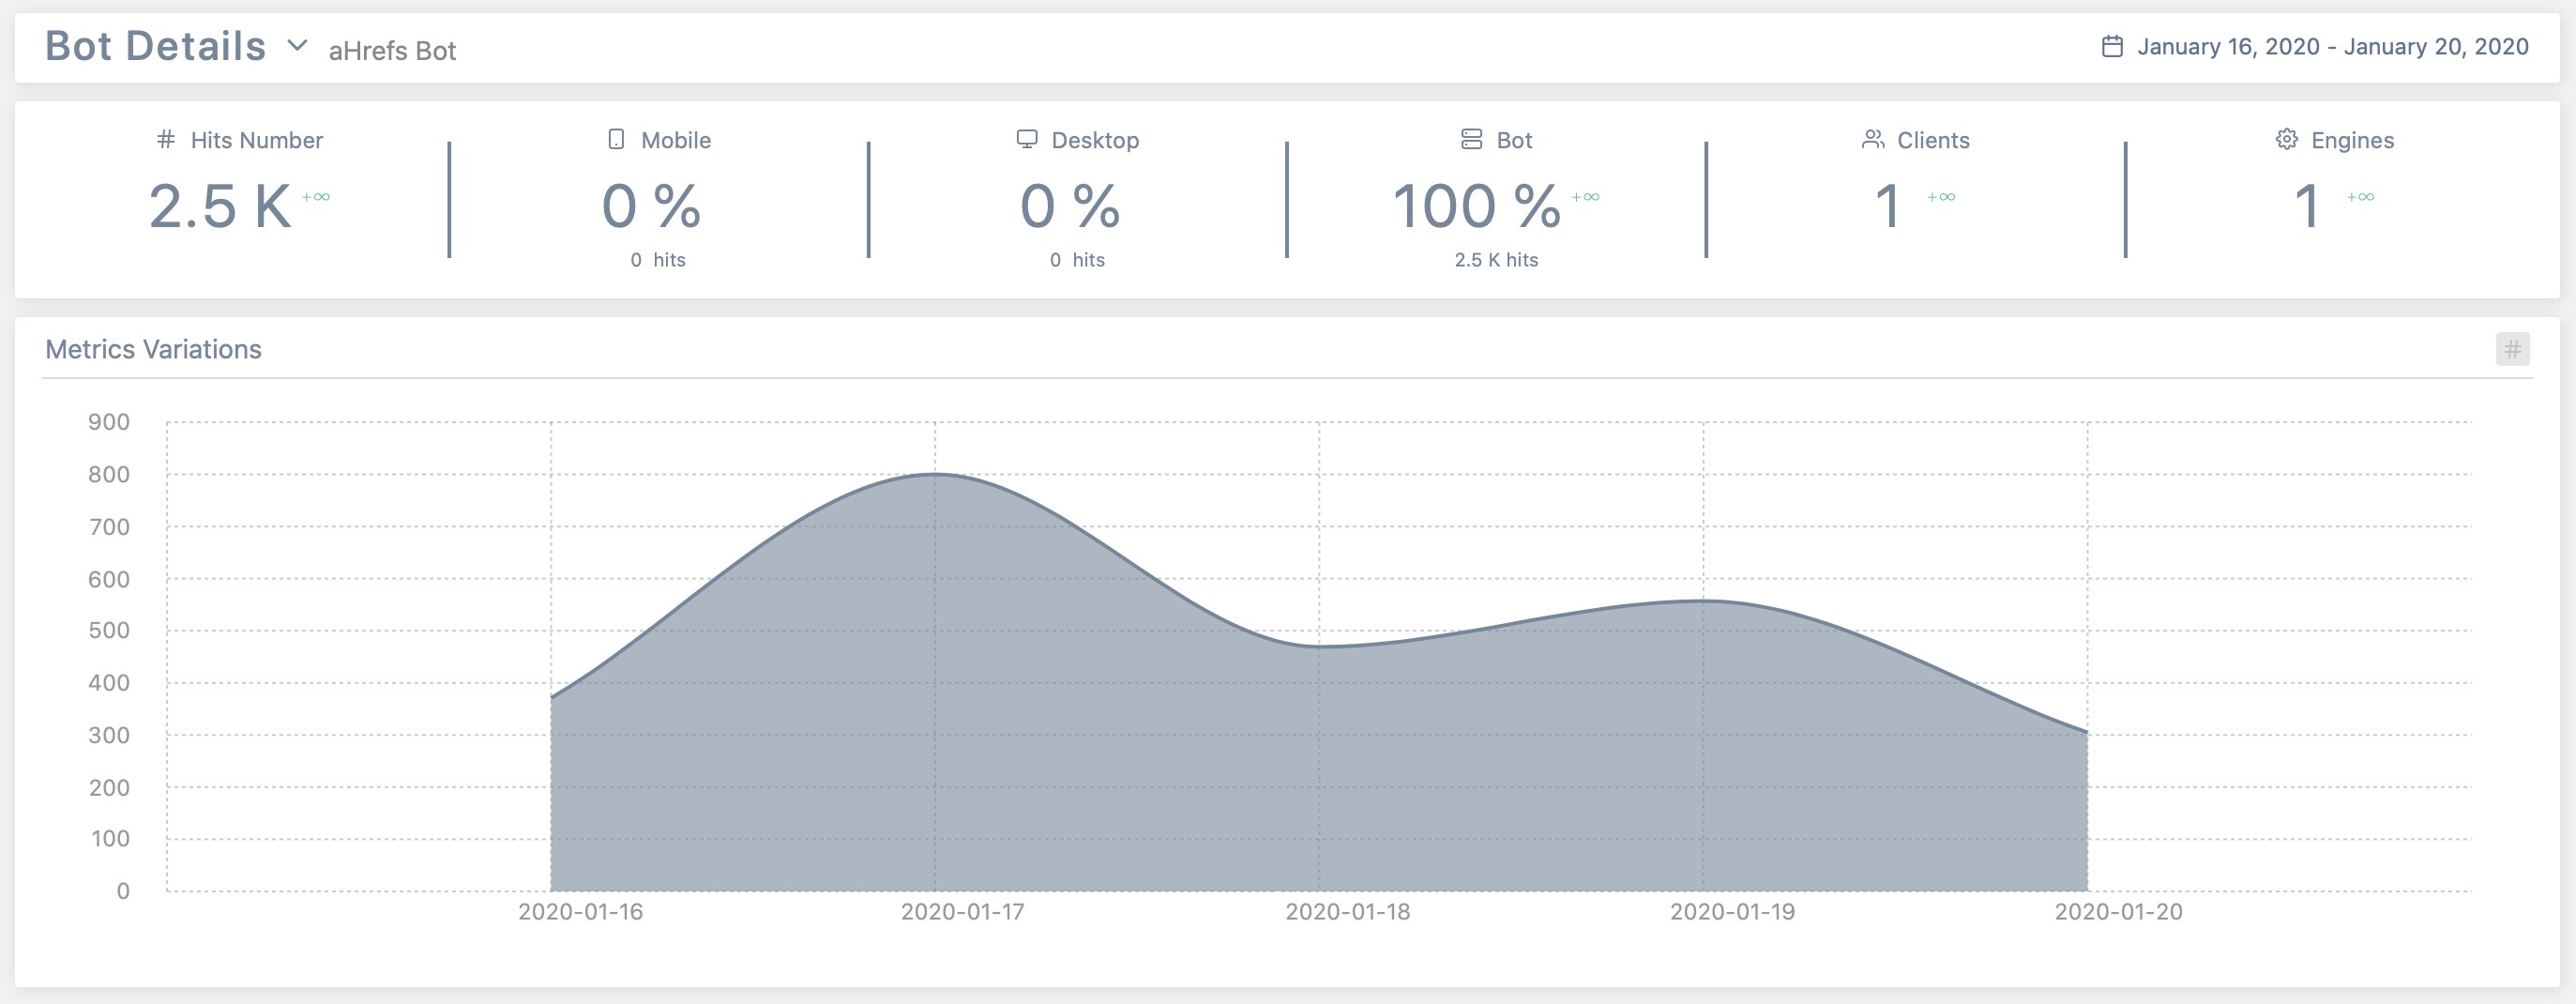 Bot Details aHrefs Bot January 16, 2020 - January 20, 2020
# Hits Number Mobile Desktop Bot Clients Engines
2.5 K +∞ 0 % 0 % 100 % +∞ 1 +∞ 1 +∞
0 hits 0 hits 2.5 K hits
Metrics Variations #
900
800
700
600
500
400
300
200
100
0
2020-01-16 2020-01-17 2020-01-18 2020-01-19 2020-01-20